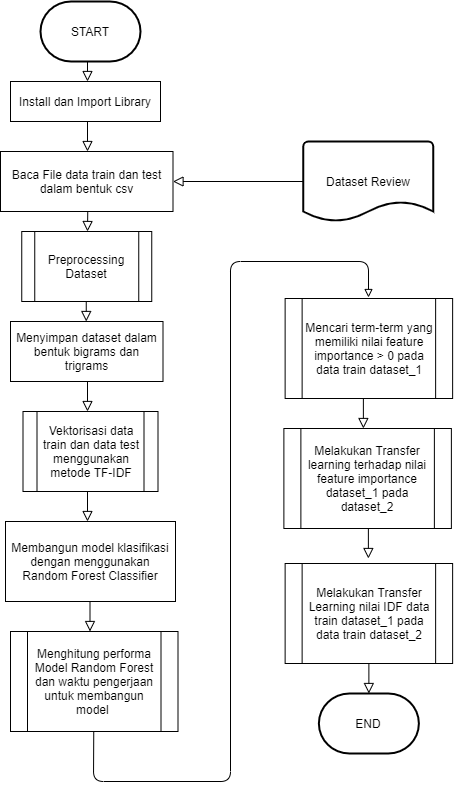 START
Install dan Import Library
Baca File data train dan test
dalam bentuk csv
Dataset Review
Preprocessing
Dataset
Menyimpan dataset dalam
bentuk bigrams dan
trigrams
Vektorisasi data
train dan data test
menggunakan
metode TF-IDF
Membangun model klasifikasi
dengan menggunakan
Random Forest Classifier
Menghitung performa
Model Random Forest
dan waktu pengerjaan
untuk membangun
model
Mencari term-term yang
memiliki nilai feature
importance > 0 pada
data train dataset_1
Melakukan Transfer
learning terhadap nilai
feature importance
dataset_1 pada
dataset_2
Melakukan Transfer
Learning nilai IDF data
train dataset_1 pada
data train dataset_2
END